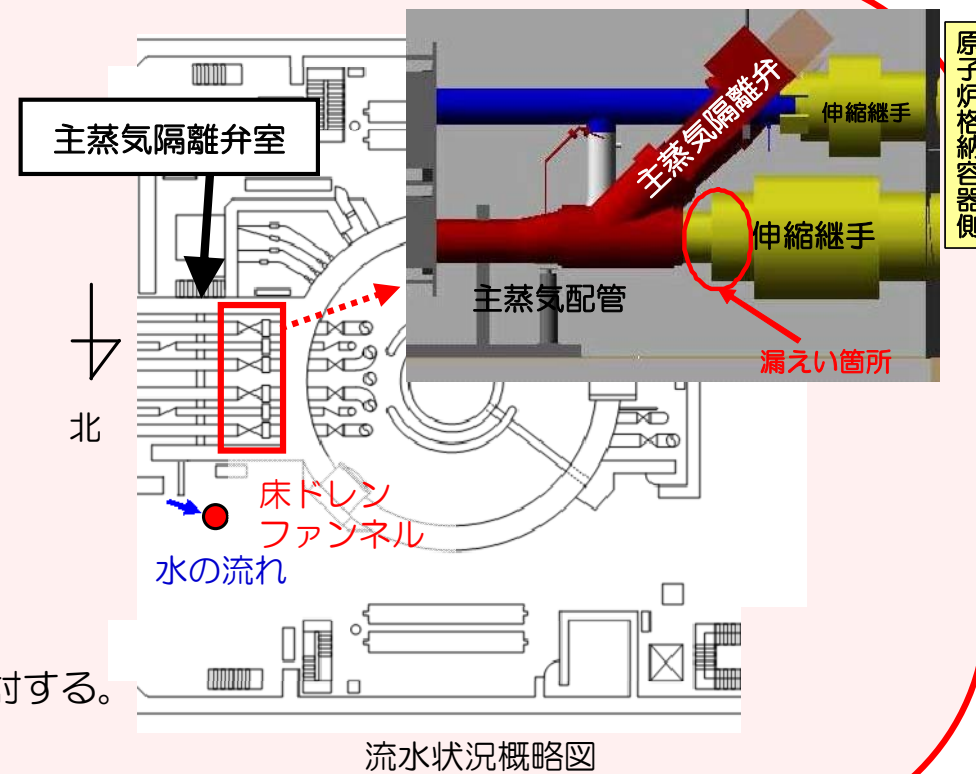 主蒸気隔離弁室
主蒸気隔離弁
伸縮継手
原子炉格納容器側
伸縮継手
主蒸気配管
漏えい箇所
北
床ドレン
ファンネル
水の流れ
討する。
流水状況概略図